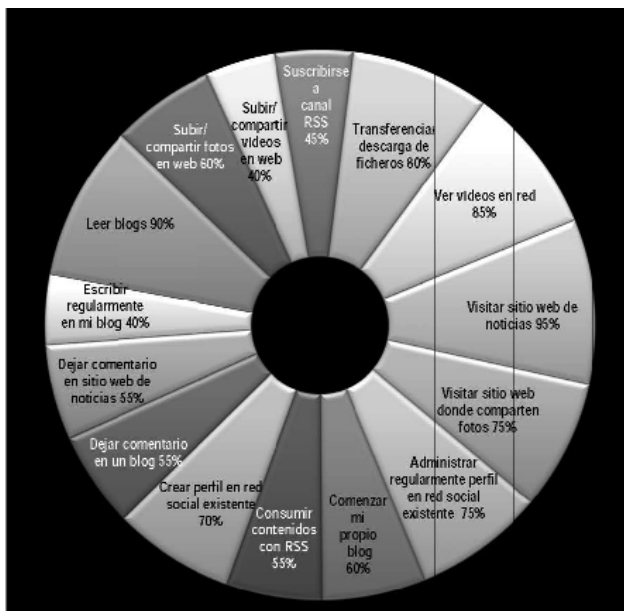 Suscribirse
a
canal
RSS
45%
Transferencia/
descarga de
ficheros 80%
Ver vídeos en red
85%
Visitar sitio web de
noticias 95%
Visitar sitio web
donde comparten
fotos 75%
Administrar
regularmente perfil
en red social
existente 75%
Comenzar
mi
propio
blog
60%
Consumir
contenidos
con RSS
55%
Crear perfil en red
social existente
70%
Dejar comentario
en un blog 55%
Dejar comentario
en sitio web de
noticias 55%
Escribir
regularmente
en mi blog 40%
Leer blogs 90%
Subir/
compartir fotos
en web 60%
Subir/
compartir vídeos
en web
40%